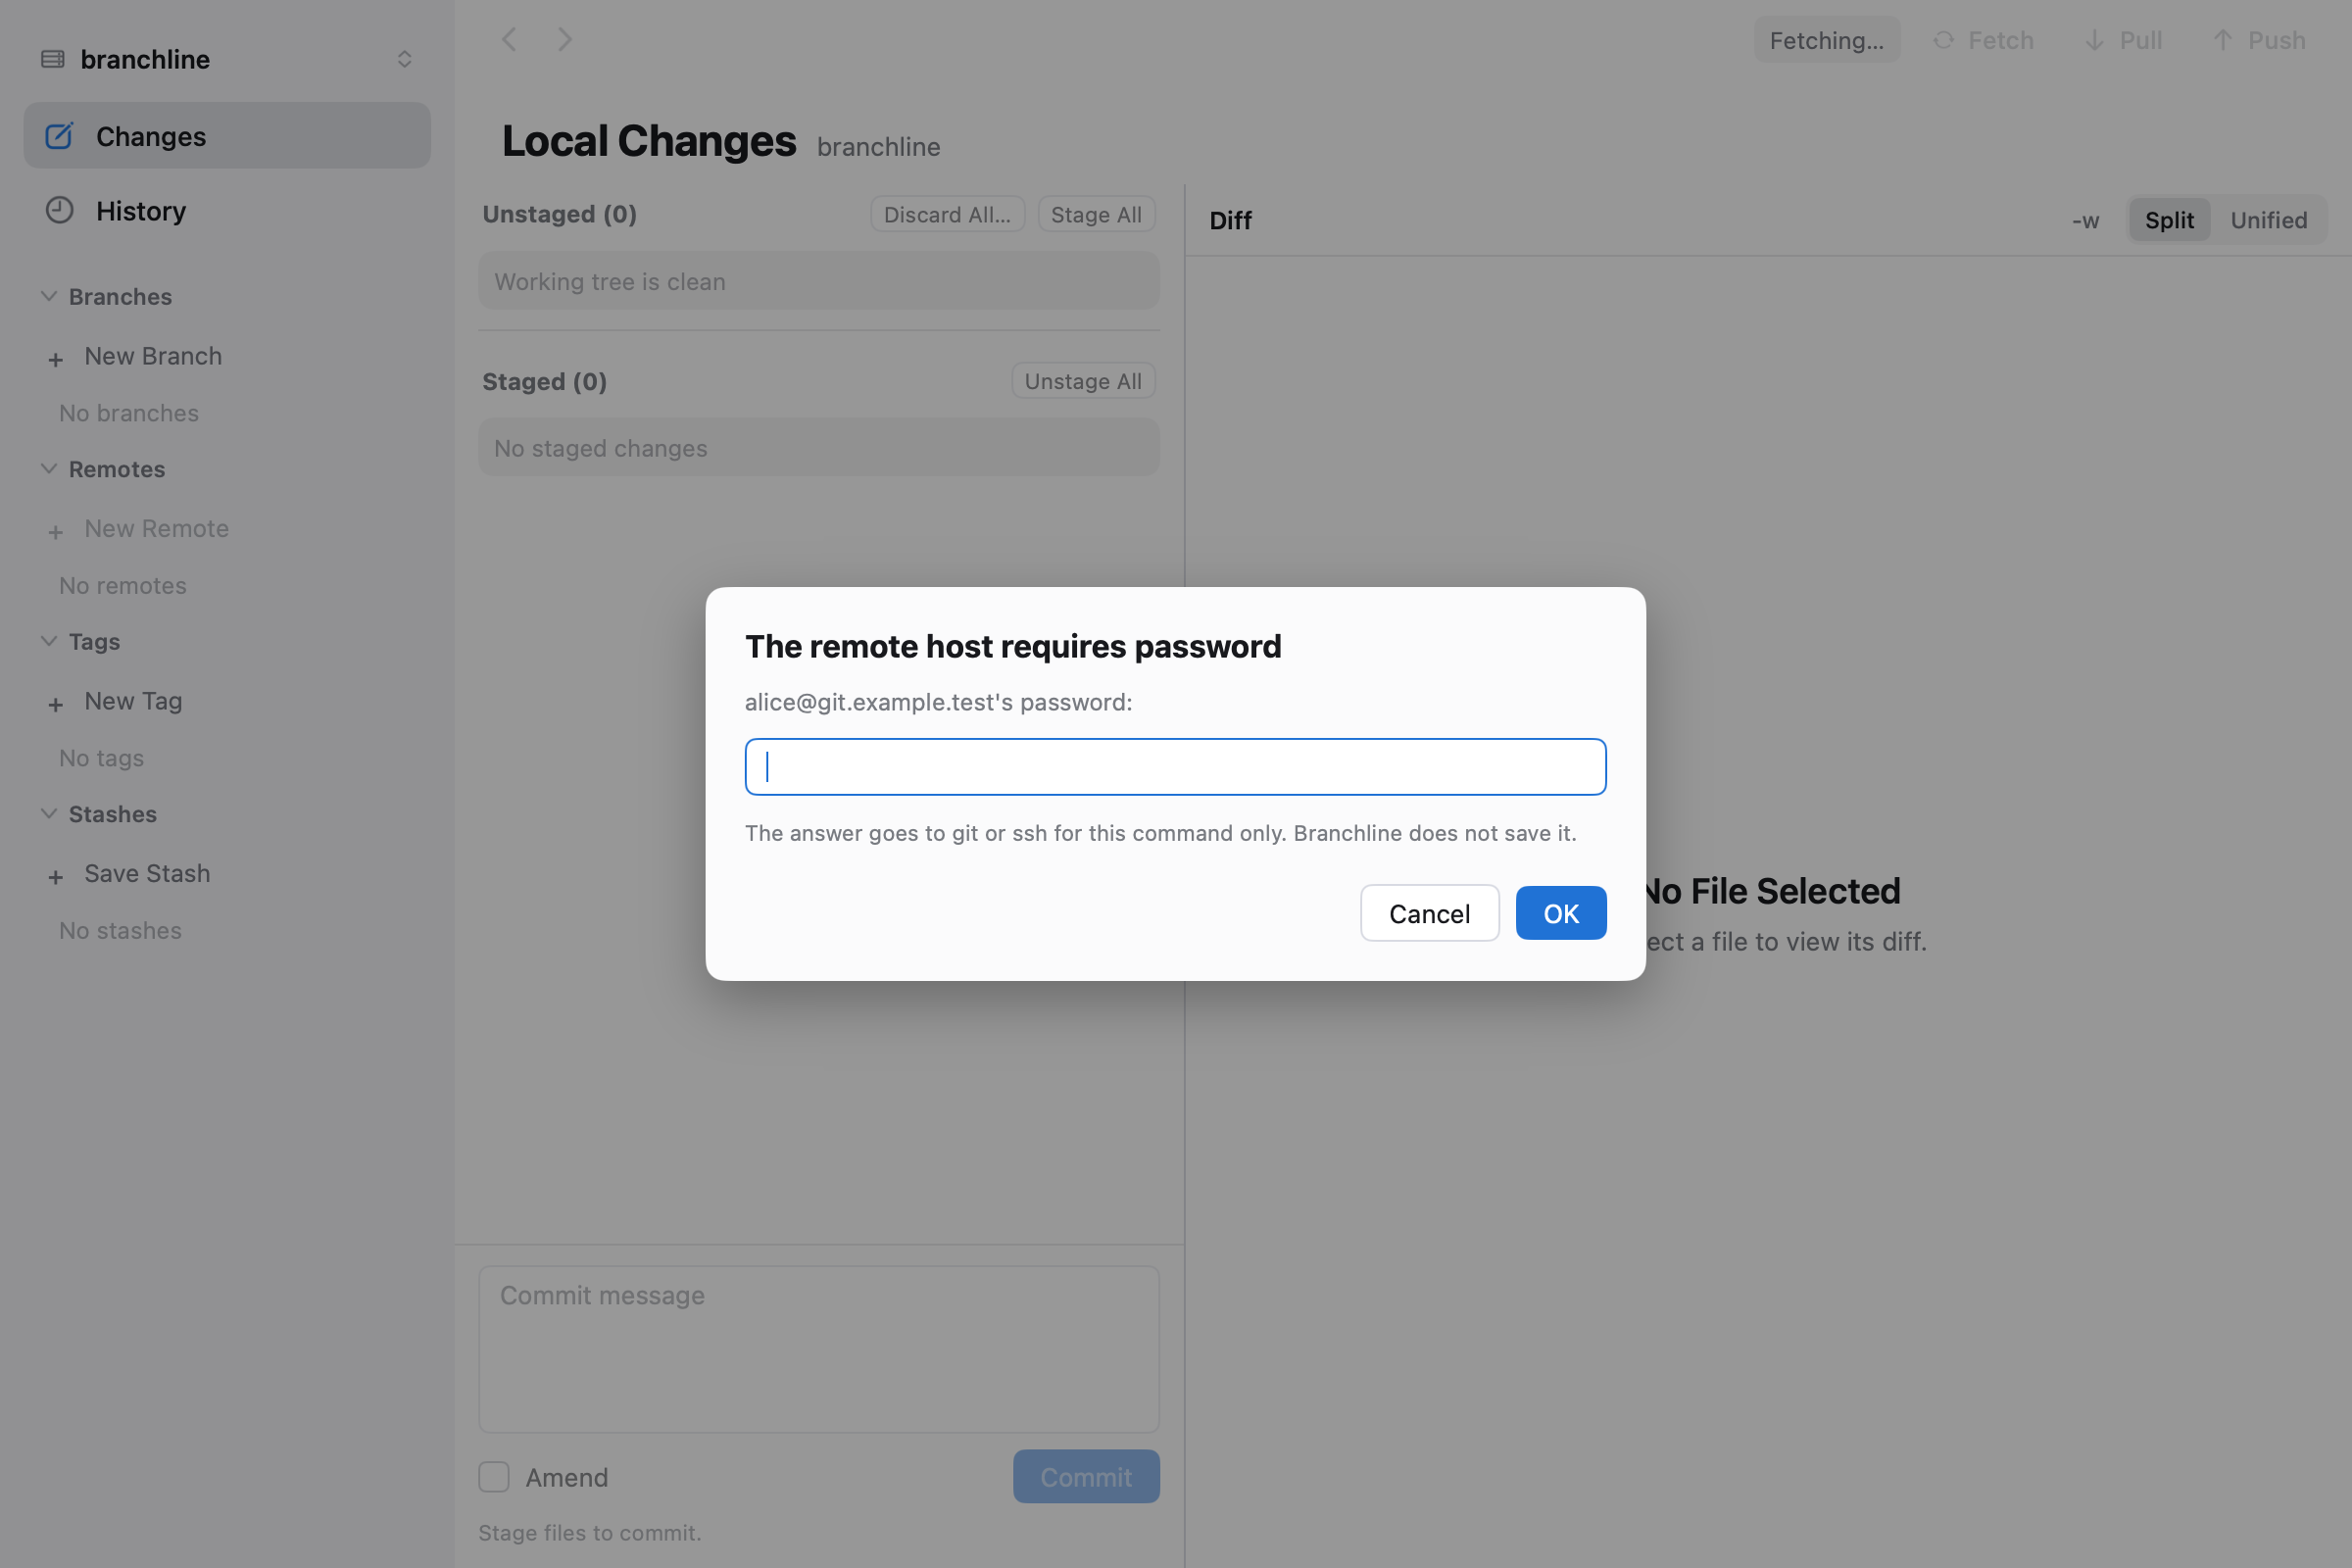 branchline
Changes
History
Branches
New Branch
No branches
Remotes
New Remote
No remotes
Tags
New Tag
No tags
Stashes
Save Stash
No stashes
Fetching...
Fetch
Pull
Push
Local Changes branchline
Unstaged (0)
Discard All...
Stage All
Working tree is clean
Staged (0)
Unstage All
No staged changes
Diff
-w
Split
Unified
The remote host requires password
alice@git.example.test's password:
The answer goes to git or ssh for this command only. Branchline does not save it.
Cancel
OK
No File Selected
ect a file to view its diff.
Commit message
Amend
Commit
Stage files to commit.